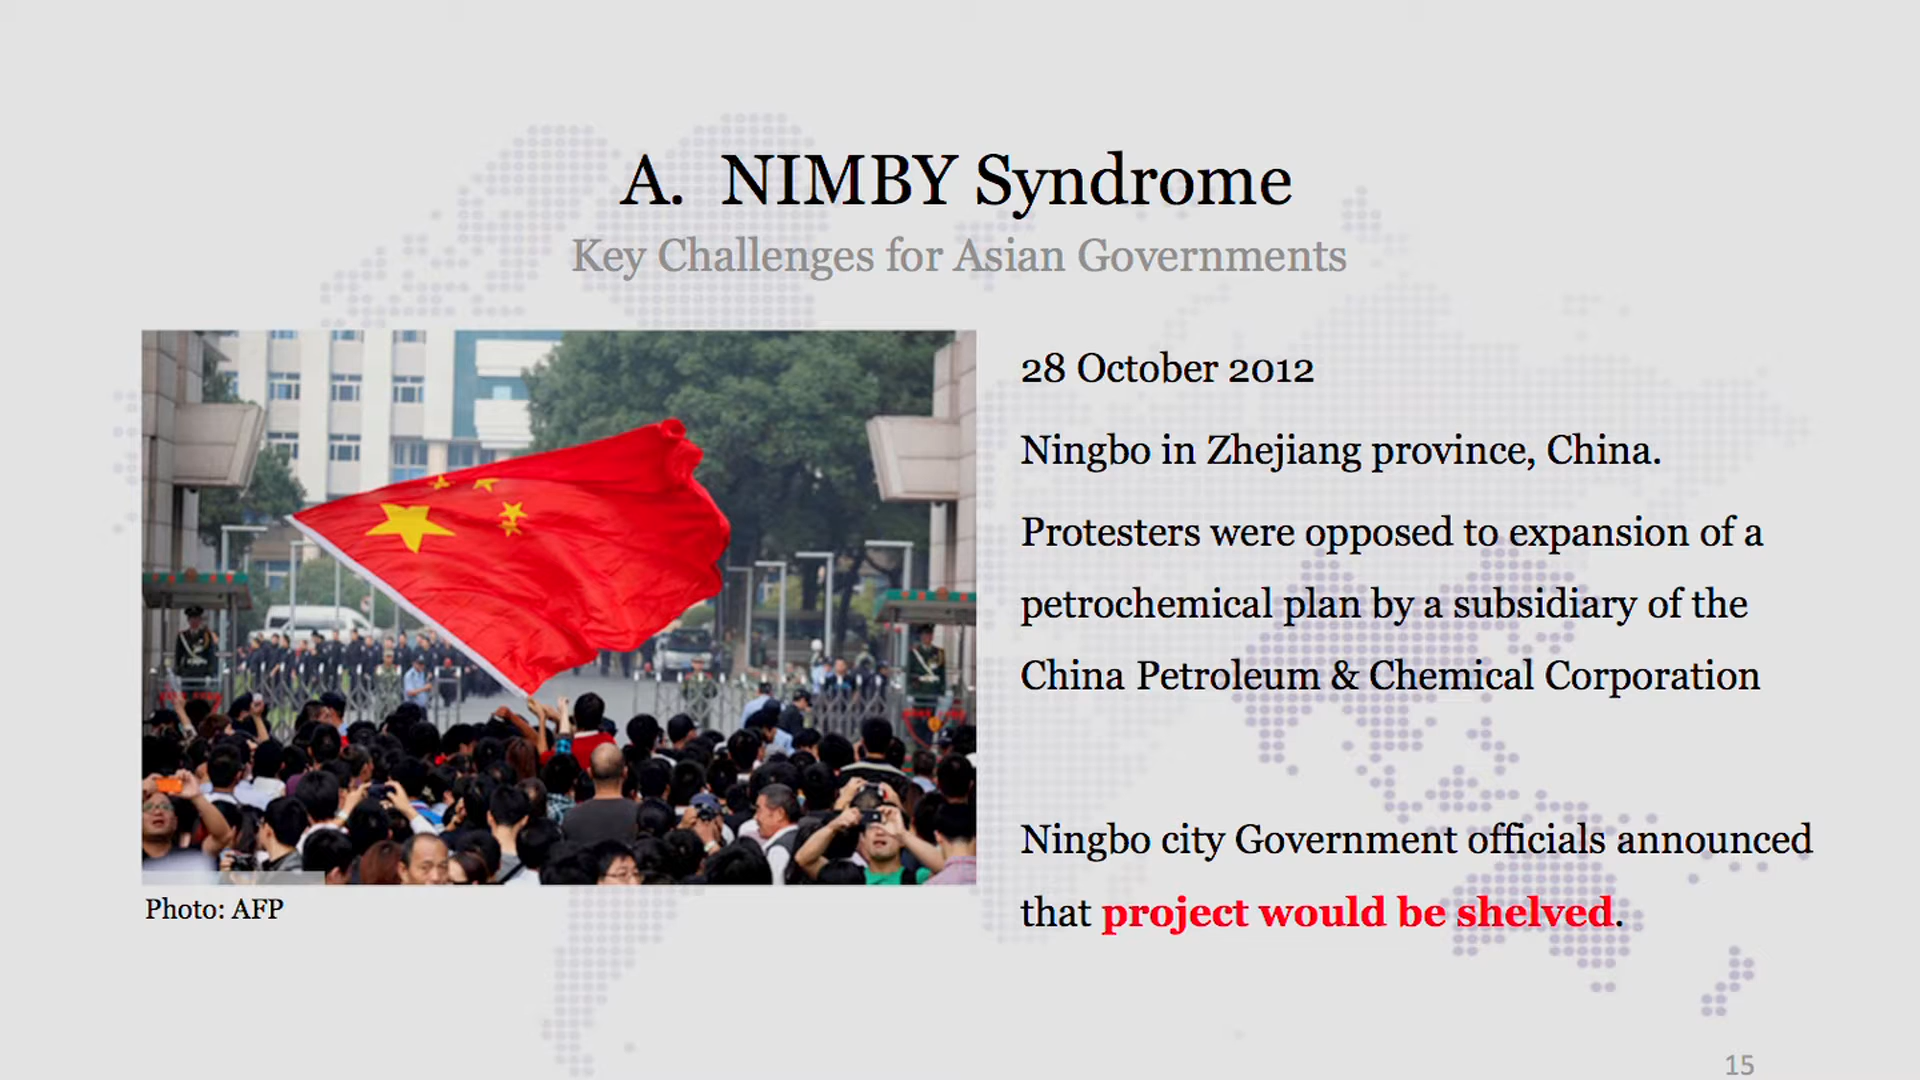 A. NIMBY Syndrome
Key Challenges for Asian Governments
28 October 2012
Ningbo in Zhejiang province, China.
Protesters were opposed to expansion of a
petrochemical plan by a subsidiary of the
China Petroleum & Chemical Corporation
Ningbo city Government officials announced
that project would be shelved.
Photo: AFP
15